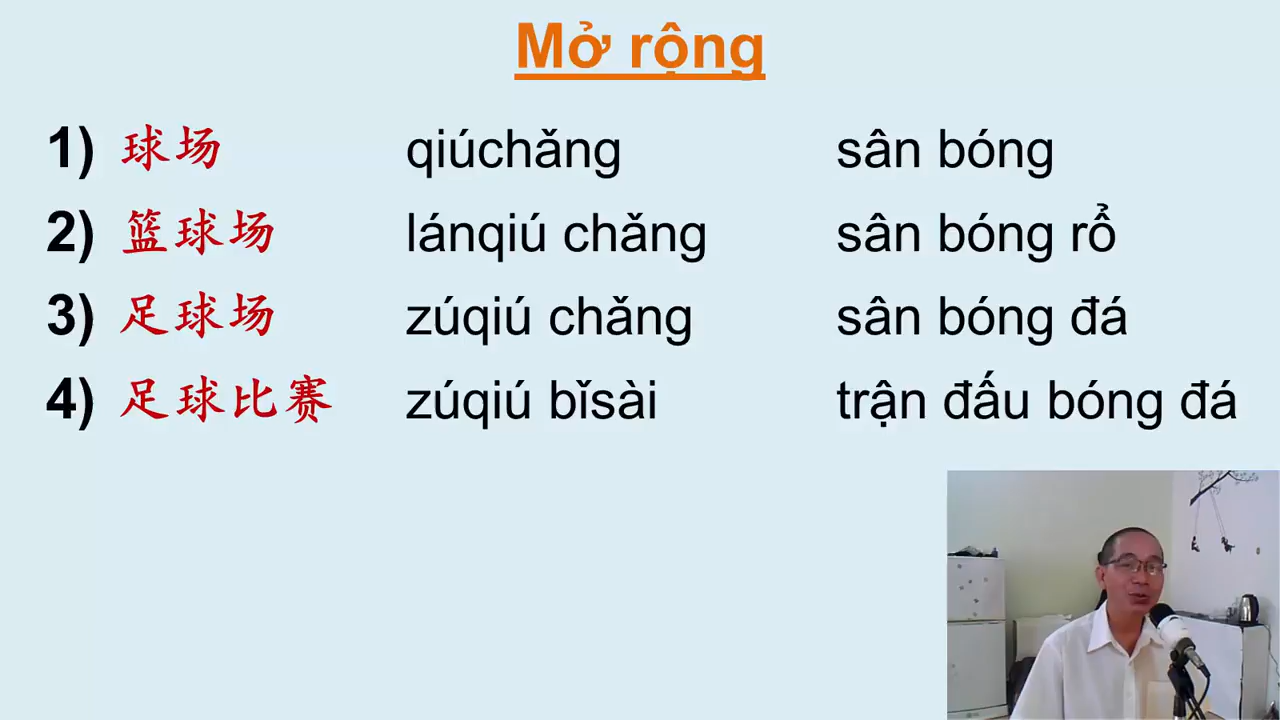 Mở rộng
1) 球场 qiúchǎng sân bóng
2) 篮球场 lánqiú chǎng sân bóng rổ
3) 足球场 zúqiú chǎng sân bóng đá
4) 足球比赛 zúqiú bǐsài trận đấu bóng đá